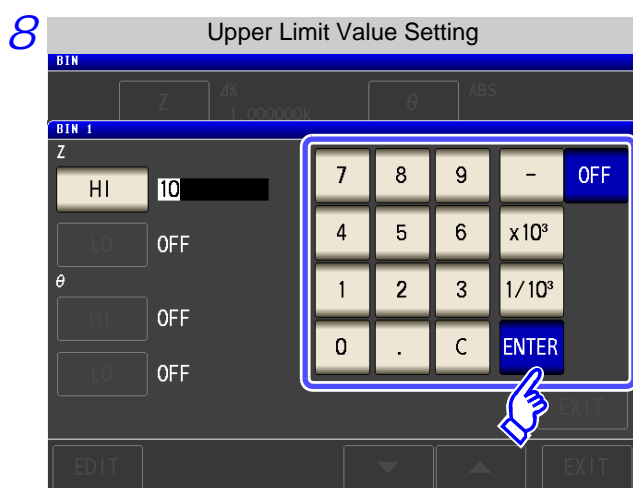 8 Upper Limit Value Setting
BIN
Z Δ% 1.000000k θ ABS
BIN 1
Z
HI 10
LO OFF
θ
HI OFF
LO OFF
7 8 9 - OFF
4 5 6 x10³
1 2 3 1/10³
0 . C ENTER
EXIT
EDIT ▼ ▲ EXIT